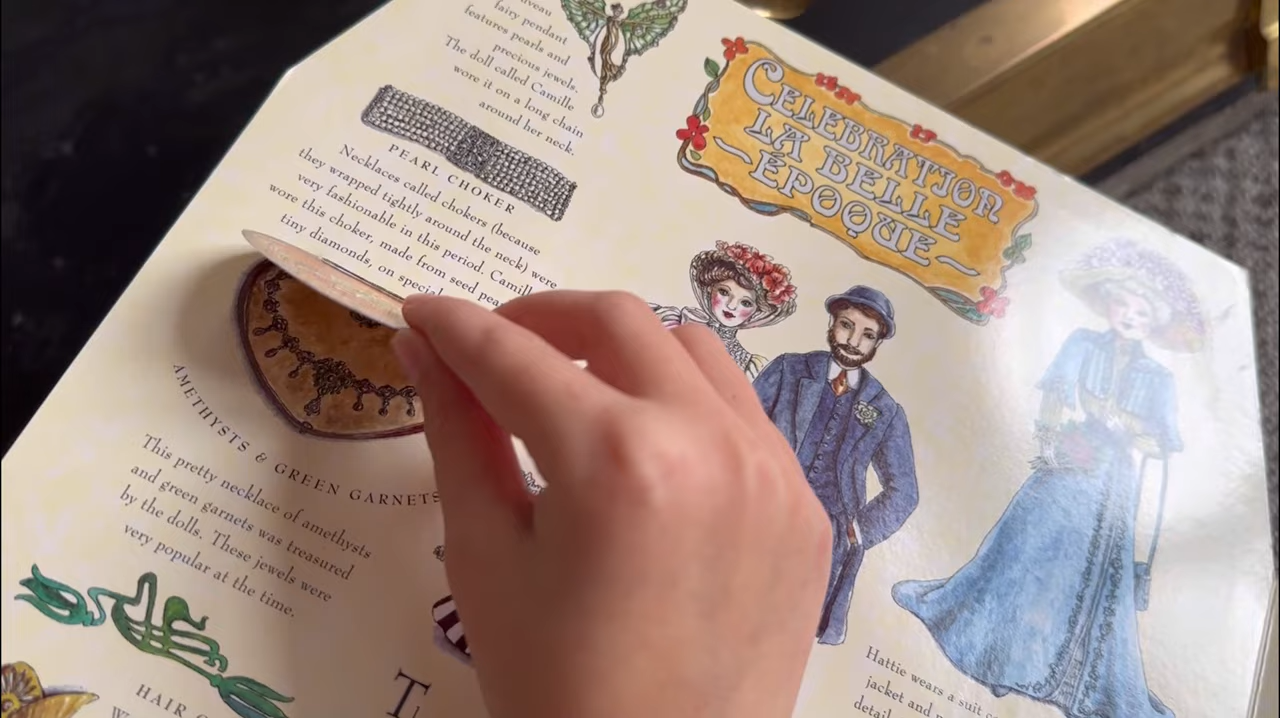 fairy pendant
features pearls and
precious jewels.
The doll called Camille
wore it on a long chain
around her neck.
PEARL CHOKER
Necklaces called chokers (because
they wrapped tightly around the neck) were
very fashionable in this period. Camille
wore this choker, made from seed
tiny diamonds, on
AMETHYSTS & GREEN GARNETS
This pretty necklace of amethysts
and green garnets was treasured
by the dolls. These jewels were
very popular at the time.
HAIR
CELEBRATION
LA BELLE
–ÉPOQUE–
Hattie wears a suit
jacket and
detail